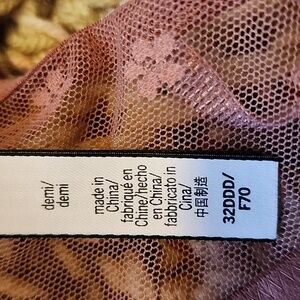 demi/
demi
made in
China/
fabriqué en
Chine/hecho
en China/
fabbricato in
Cina/
中国制造
32DDD/
F70